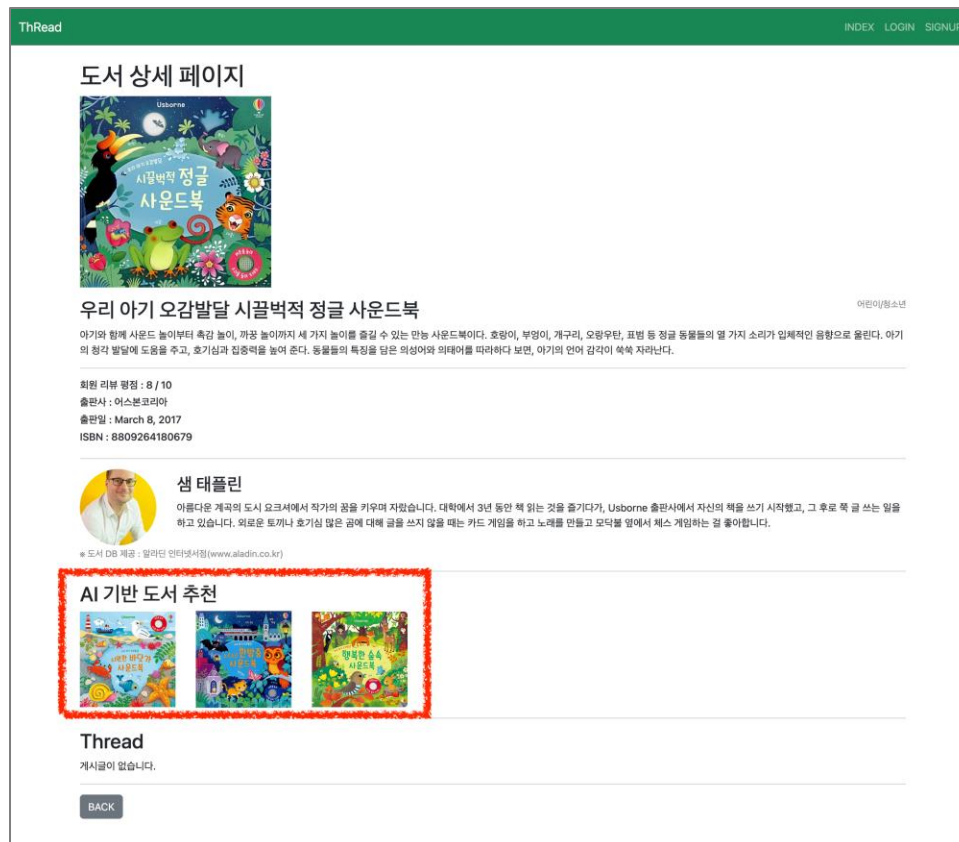 ThRead
INDEX LOGIN SIGNUP
도서 상세 페이지
Usborne
시끌벅적 정글
사운드북
우리 아기 오감발달 시끌벅적 정글 사운드북
어린이/청소년
아기와 함께 사운드 놀이부터 촉감 놀이, 까꿍 놀이까지 세 가지 놀이를 즐길 수 있는 만능 사운드북이다. 호랑이, 부엉이, 개구리, 오랑우탄, 표범 등 정글 동물들의 열 가지 소리가 입체적인 음향으로 울린다. 아기
의 청각 발달에 도움을 주고, 호기심과 집중력을 높여 준다. 동물들의 특징을 담은 의성어와 의태어를 따라하다 보면, 아기의 언어 감각이 쑥쑥 자라난다.
회원 리뷰 평점 : 8 / 10
출판사 : 어스본코리아
출판일 : March 8, 2017
ISBN : 8809264180679
샘 태플린
아름다운 계곡의 도시 요크셔에서 작가의 꿈을 키우며 자랐습니다. 대학에서 3년 동안 책 읽는 것을 즐기다가, Usborne 출판사에서 자신의 책을 쓰기 시작했고, 그 후로 쭉 글 쓰는 일을
하고 있습니다. 외로운 토끼나 호기심 많은 곰에 대해 글을 쓰지 않을 때는 카드 게임을 하고 노래를 만들고 모닥불 옆에서 체스 게임하는 걸 좋아합니다.
※ 도서 DB 제공 : 알라딘 인터넷서점(www.aladin.co.kr)
AI 기반 도서 추천
바닷가
사운드북
한밤중
사운드북
행복한 숲속
사운드북
Thread
게시글이 없습니다.
BACK